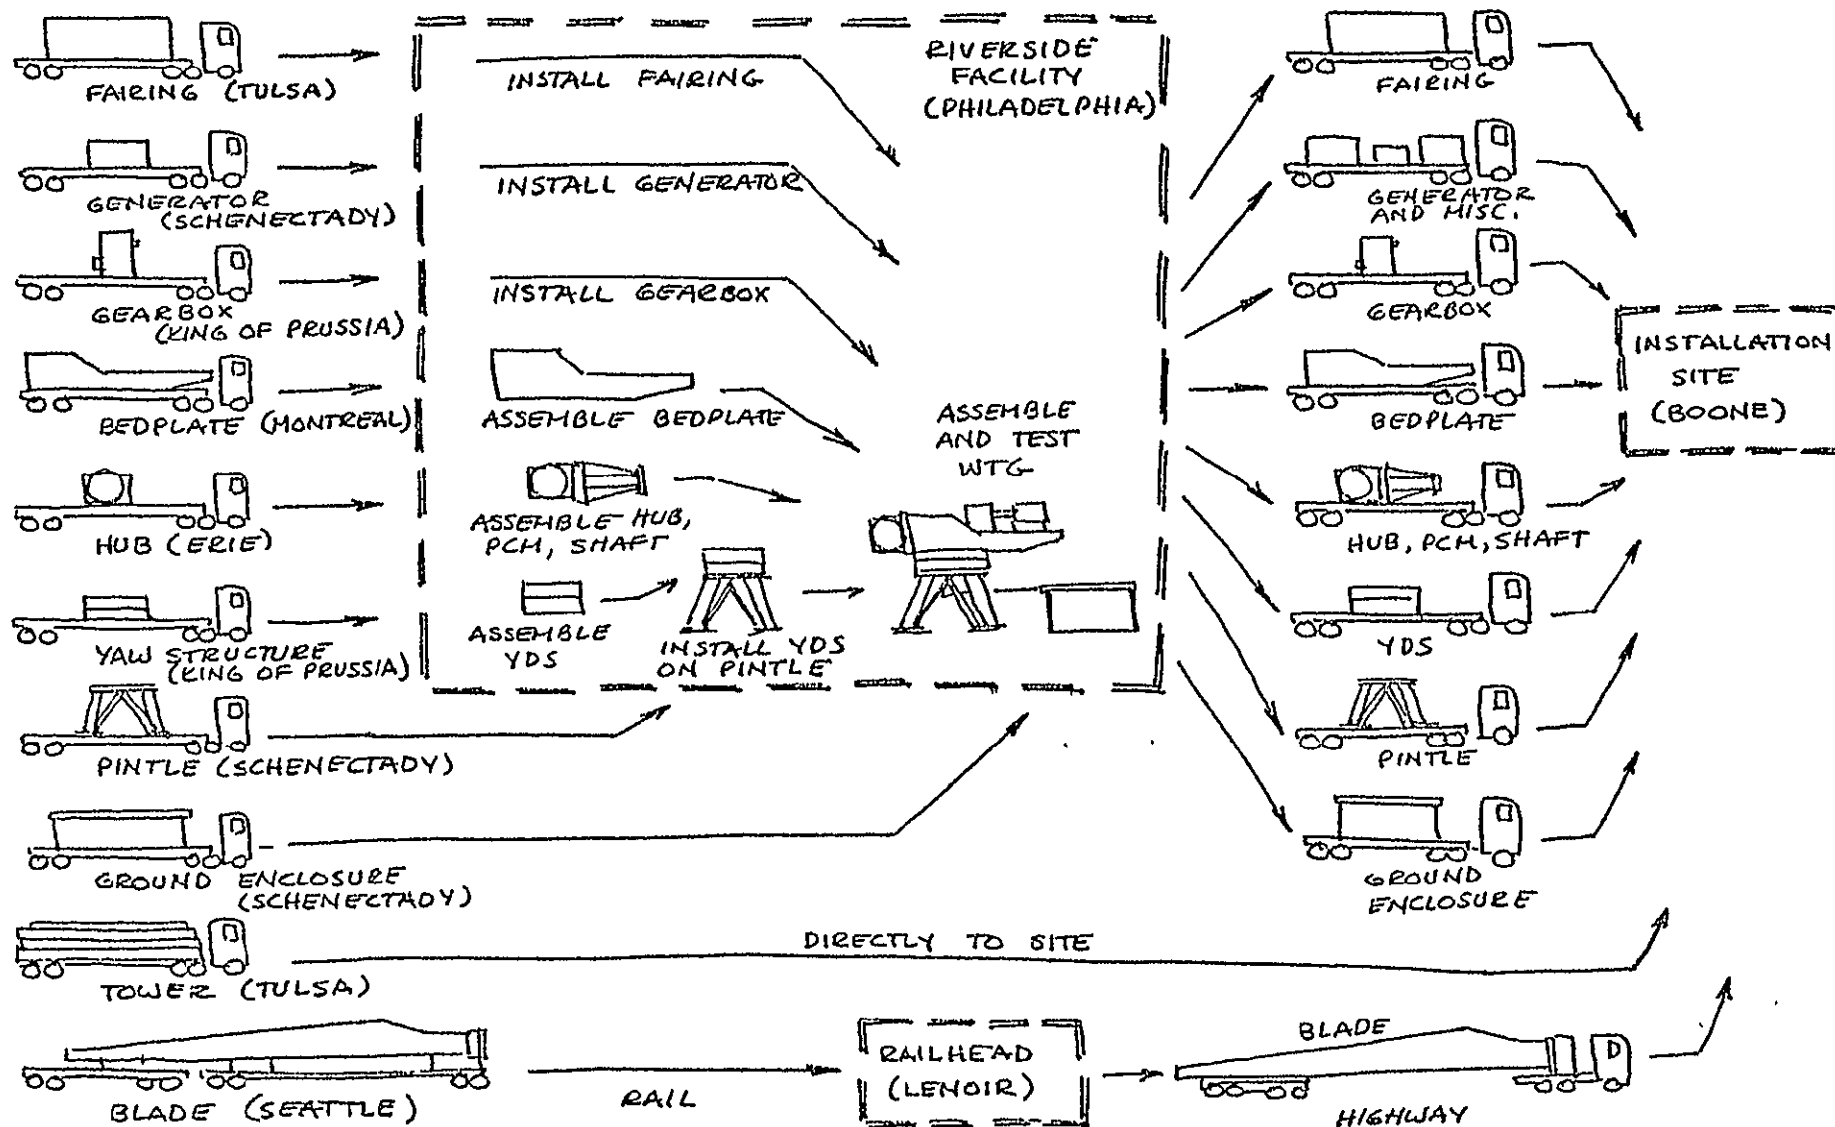 FAIRING (TULSA)
GENERATOR
(SCHENECTADY)
GEARBOX
(KING OF PRUSSIA)
BEDPLATE (MONTREAL)
HUB (ERIE)
YAW STRUCTURE
(KING OF PRUSSIA)
PINTLE (SCHENECTADY)
GROUND ENCLOSURE
(SCHENECTADY)
TOWER (TULSA)
BLADE (SEATTLE)
RIVERSIDE
FACILITY
(PHILADELPHIA)
INSTALL FAIRING
INSTALL GENERATOR
INSTALL GEARBOX
ASSEMBLE BEDPLATE
ASSEMBLE HUB,
PCM, SHAFT
ASSEMBLE
YDS
INSTALL YDS
ON PINTLE
ASSEMBLE
AND TEST
WTG
FAIRING
GENERATOR
AND MISC.
GEARBOX
BEDPLATE
HUB, PCM, SHAFT
YDS
PINTLE
GROUND
ENCLOSURE
INSTALLATION
SITE
(BOONE)
DIRECTLY TO SITE
RAIL
RAILHEAD
(LENOIR)
BLADE
HIGHWAY